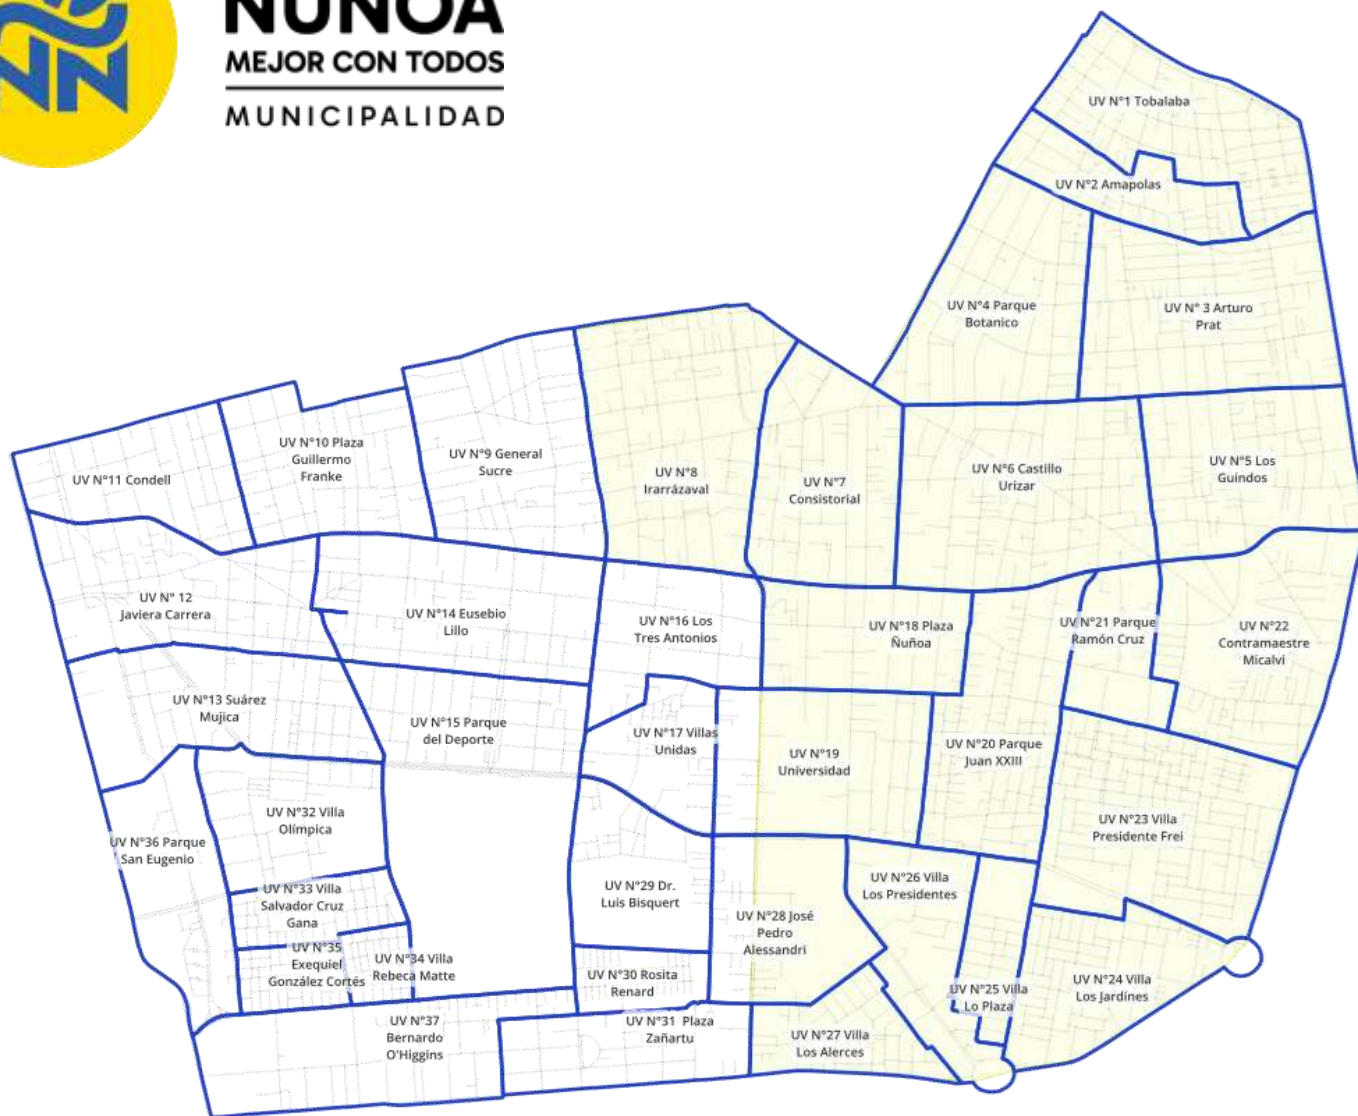 NN
ÑUÑOA
MEJOR CON TODOS
MUNICIPALIDAD
UV N°1 Tobalaba
UV N°2 Amapolas
UV N°4 Parque
Botanico
UV N° 3 Arturo
Prat
UV N°10 Plaza
Guillermo
Franke
UV N°9 General
Sucre
UV N°11 Condell
UV N°8
Irarrázaval
UV N°7
Consistorial
UV N°6 Castillo
Urizar
UV N°5 Los
Guindos
UV N° 12
Javiera Carrera
UV N°14 Eusebio
Lillo
UV N°16 Los
Tres Antonios
UV N°18 Plaza
Ñuñoa
UV N°21 Parque
Ramón Cruz
UV N°22
Contramaestre
Micalvi
UV N°13 Suárez
Mujica
UV N°15 Parque
del Deporte
UV N°17 Villas
Unidas
UV N°19
Universidad
UV N°20 Parque
Juan XXIII
UV N°32 Villa
Olímpica
UV N°23 Villa
Presidente Frei
UV N°36 Parque
San Eugenio
UV N°33 Villa
Salvador Cruz
Gana
UV N°29 Dr.
Luis Bisquert
UV N°26 Villa
Los Presidentes
UV N°28 José
Pedro
Alessandri
UV N°35
Exequiel
González Cortés
UV N°34 Villa
Rebeca Matte
UV N°30 Rosita
Renard
UV N°25 Villa
Lo Plaza
UV N°24 Villa
Los Jardines
UV N°37
Bernardo
O'Higgins
UV N°31 Plaza
Zañartu
UV N°27 Villa
Los Alerces